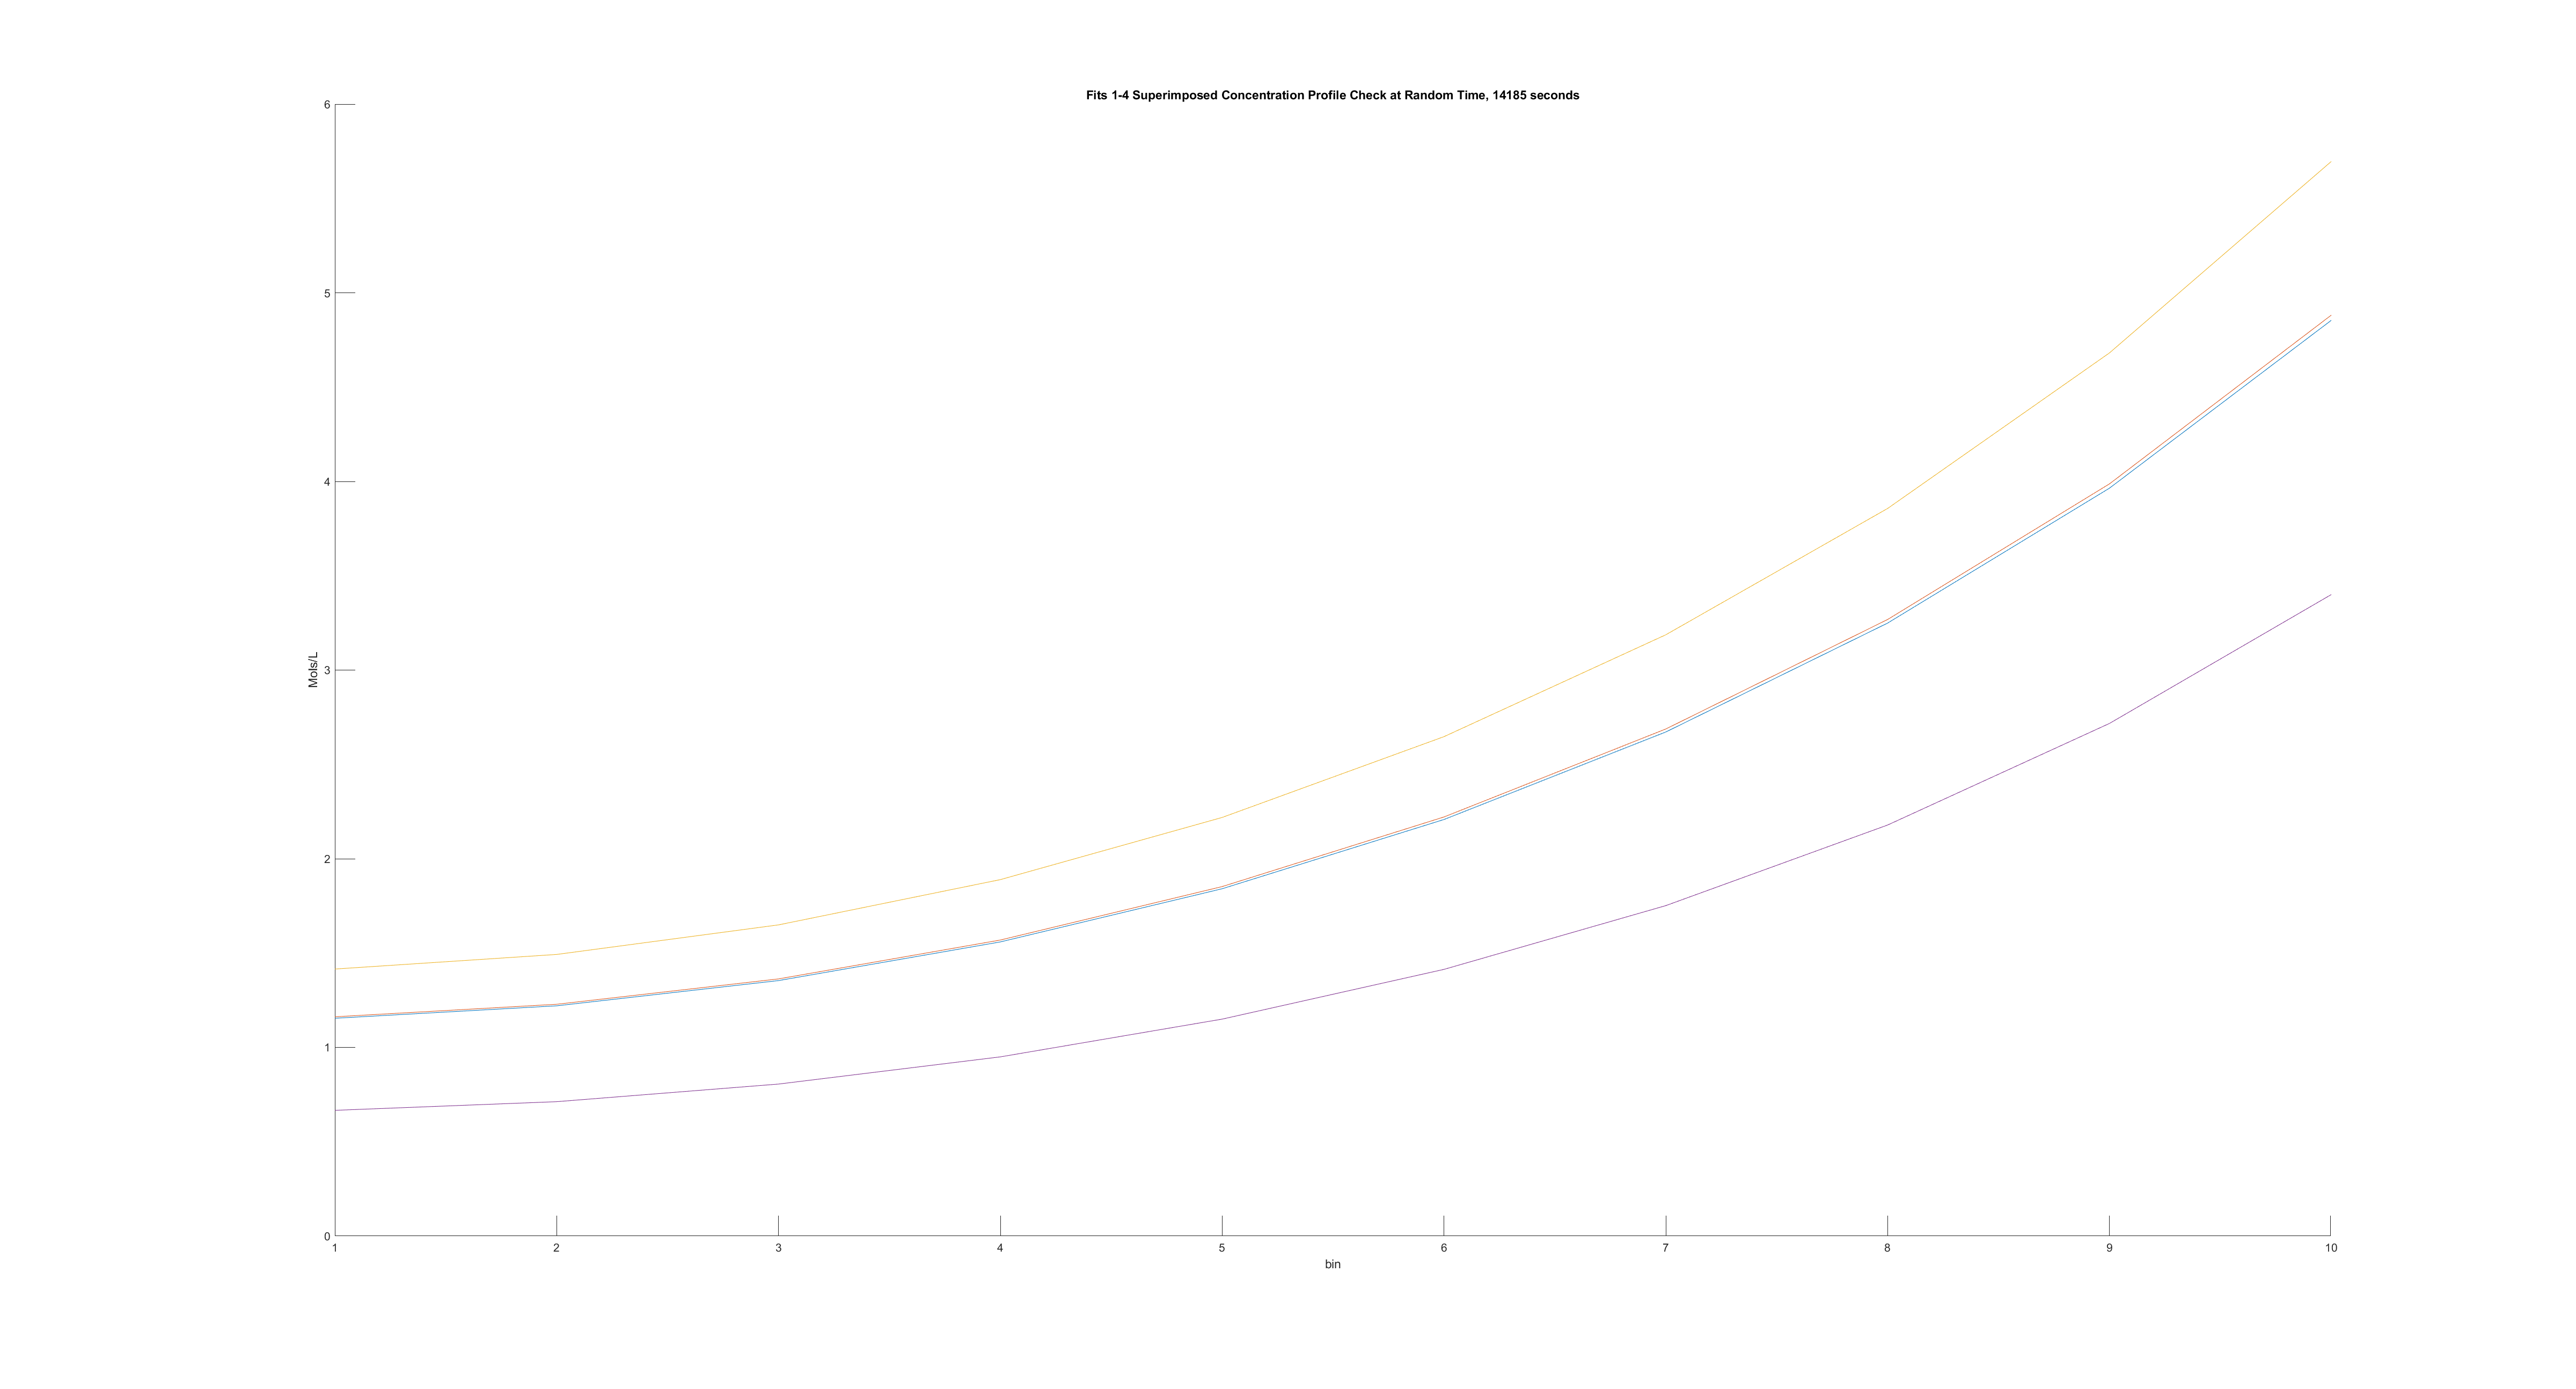 Fits 1-4 Superimposed Concentration Profile Check at Random Time, 14185 seconds
6
5
4
3
2
1
0
Mols/L
1 2 3 4 5 6 7 8 9 10
bin